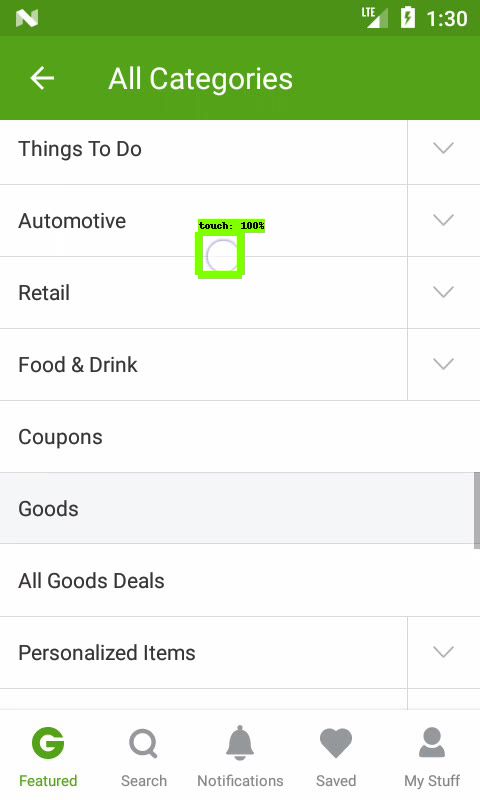 LTE
1:30
All Categories
Things To Do
Automotive
touch: 100%
Retail
Food & Drink
Coupons
Goods
All Goods Deals
Personalized Items
G
Featured
Search
Notifications
Saved
My Stuff